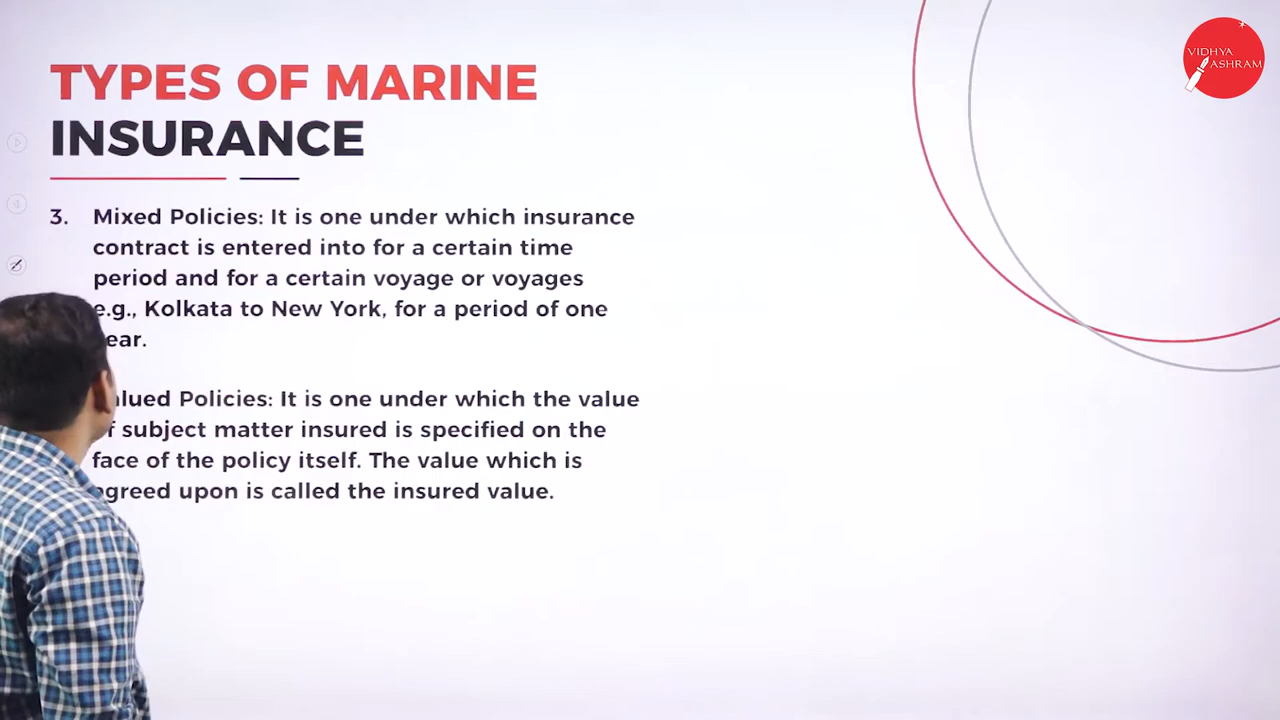 VIDHYA
ASHRAM
TYPES OF MARINE
INSURANCE
3. Mixed Policies: It is one under which insurance
contract is entered into for a certain time
period and for a certain voyage or voyages
e.g., Kolkata to New York, for a period of one
ear.
alued Policies: It is one under which the value
f subject matter insured is specified on the
face of the policy itself. The value which is
agreed upon is called the insured value.